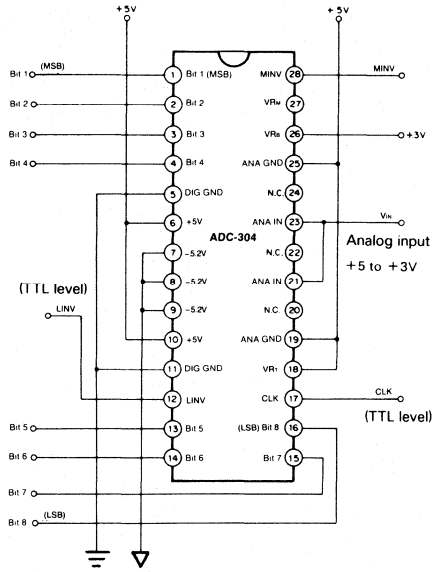 +5V +5V
Bit 1 (MSB) 1 Bit 1 (MSB) MINV 28 MINV
Bit 2 2 Bit 2 VRM 27
Bit 3 3 Bit 3 VRB 26 +3V
Bit 4 4 Bit 4 ANA GND 25
5 DIG GND N.C. 24
6 +5V ANA IN 23 VIN
ADC-304
Analog input
7 -5.2V N.C. 22
+5 to +3V
8 -5.2V ANA IN 21
(TTL level)
9 -5.2V N.C. 20
LINV
10 +5V ANA GND 19
11 DIG GND VRT 18
12 LINV CLK 17 CLK
(TTL level)
Bit 5 13 Bit 5 (LSB) Bit 8 16
Bit 6 14 Bit 6 Bit 7 15
Bit 7
Bit 8 (LSB)